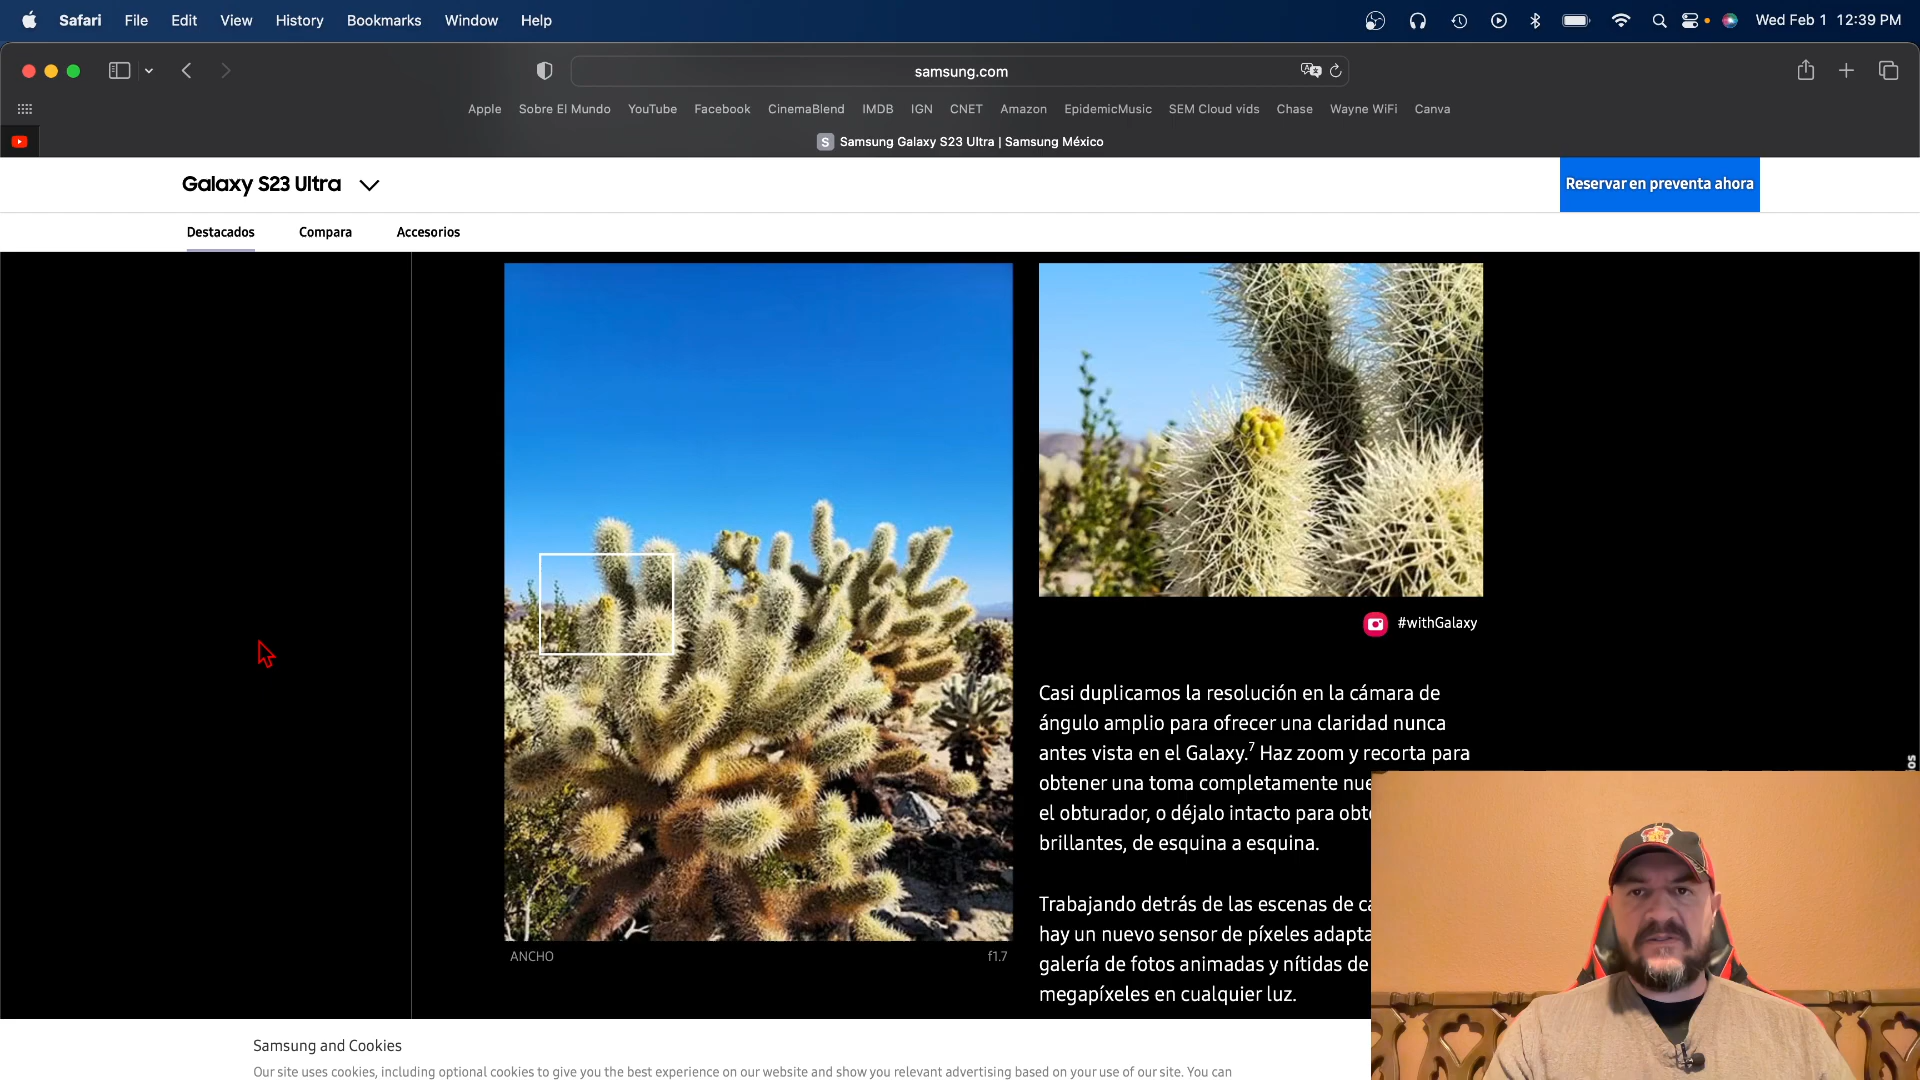 Safari File Edit View History Bookmarks Window Help Wed Feb 1 12:39 PM
samsung.com
Apple Sobre El Mundo YouTube Facebook CinemaBlend IMDB IGN CNET Amazon EpidemicMusic SEM Cloud vids Chase Wayne WiFi Canva
S Samsung Galaxy S23 Ultra | Samsung México
Galaxy S23 Ultra Reservar en preventa ahora
Destacados Compara Accesorios
#withGalaxy
Casi duplicamos la resolución en la cámara de
ángulo amplio para ofrecer una claridad nunca
antes vista en el Galaxy.7 Haz zoom y recorta para
obtener una toma completamente
el obturador, o déjalo intacto para
brillantes, de esquina a esquina.
Trabajando detrás de las escenas de
hay un nuevo sensor de píxeles
galería de fotos animadas y nítidas de
megapíxeles en cualquier luz.
ANCHO f1.7
Samsung and Cookies
Our site uses cookies, including optional cookies to give you the best experience on our website and show you relevant advertising based on your use of our site. You can